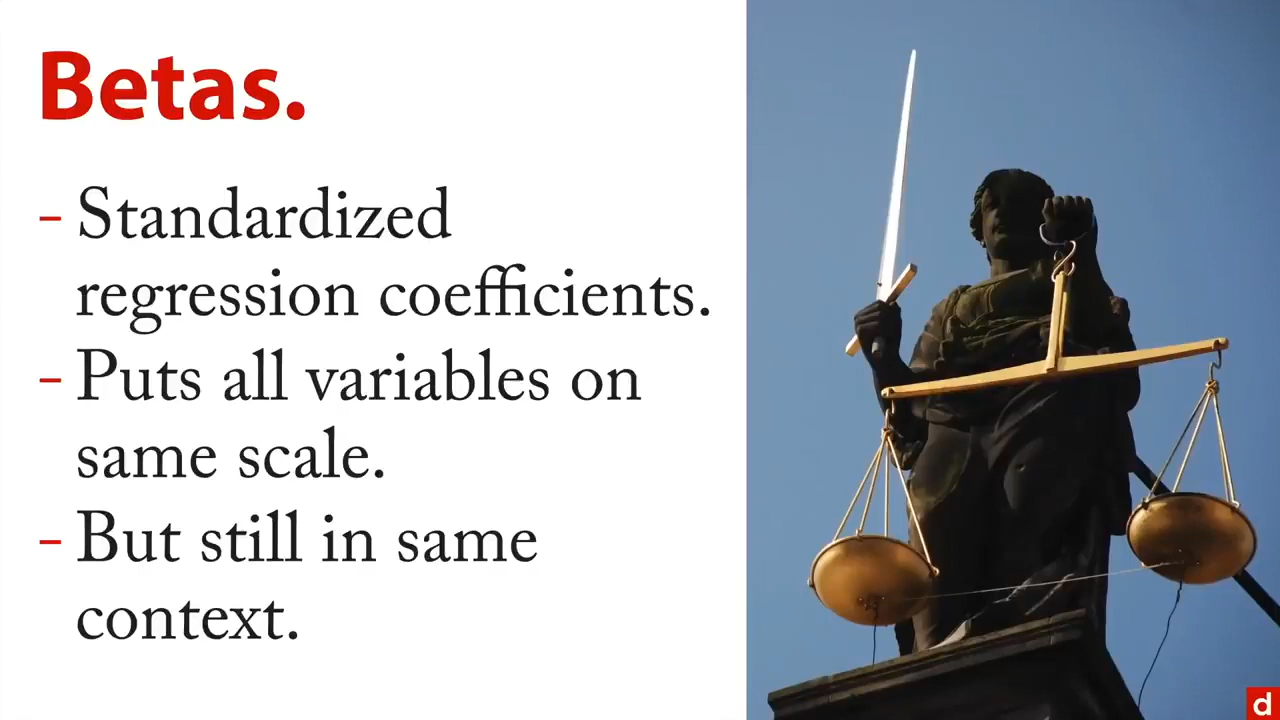 Betas.
– Standardized
regression coefficients.
– Puts all variables on
same scale.
– But still in same
context.
d